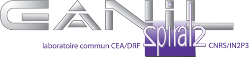 GANIL
spiral2
laboratoire commun CEA/DRF CNRS/IN2P3